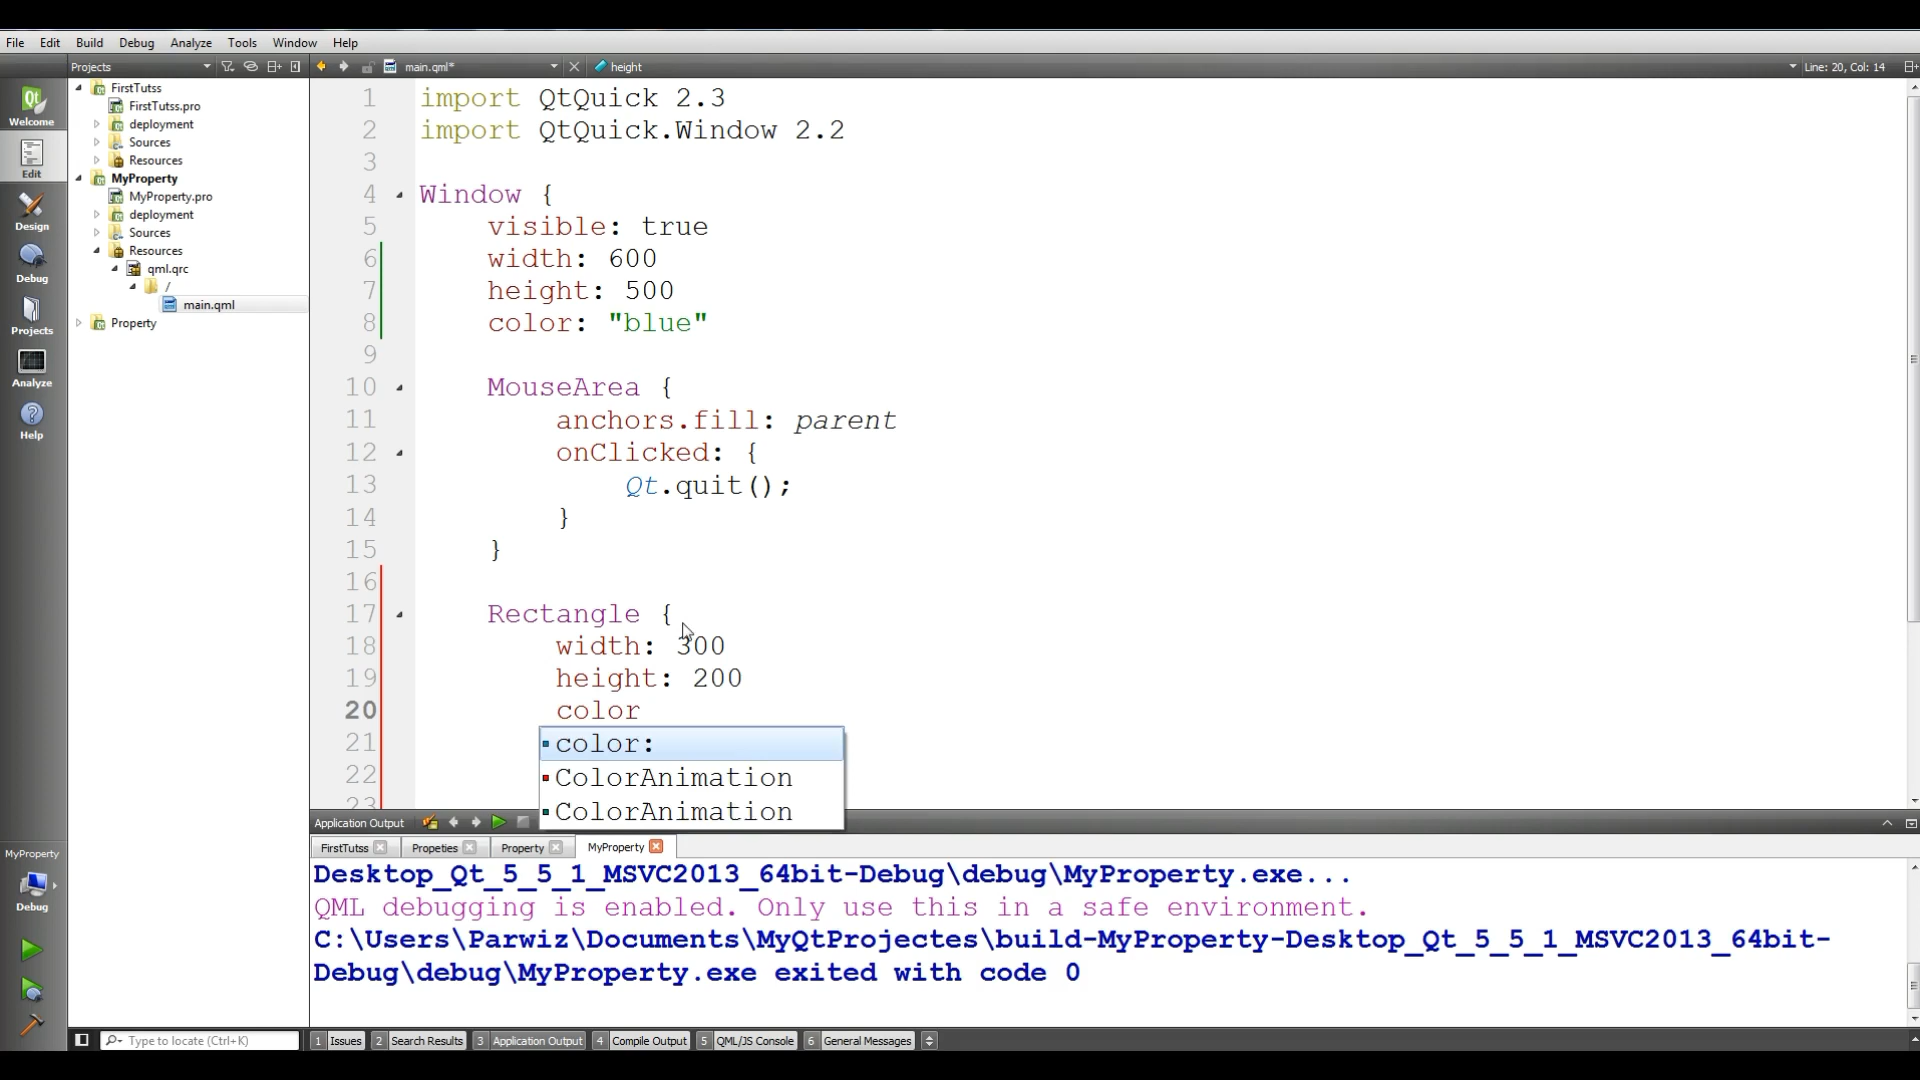 File Edit Build Debug Analyze Tools Window Help
Projects main.qml* height Line: 20, Col: 14
Welcome
Edit
Design
Debug
Projects
Analyze
Help
MyProperty
Debug
FirstTutss
FirstTutss.pro
deployment
Sources
Resources
MyProperty
MyProperty.pro
deployment
Sources
Resources
qml.qrc
/
main.qml
Property
1 import QtQuick 2.3
2 import QtQuick.Window 2.2
3
4 Window {
5 visible: true
6 width: 600
7 height: 500
8 color: "blue"
9
10 MouseArea {
11 anchors.fill: parent
12 onClicked: {
13 Qt.quit();
14 }
15 }
16
17 Rectangle {
18 width: 300
19 height: 200
20 color
21
22
23
color:
ColorAnimation
ColorAnimation
Application Output
FirstTutss Propeties Property MyProperty
Desktop_Qt_5_5_1_MSVC2013_64bit-Debug\debug\MyProperty.exe...
QML debugging is enabled. Only use this in a safe environment.
C:\Users\Parwiz\Documents\MyQtProjectes\build-MyProperty-Desktop_Qt_5_5_1_MSVC2013_64bit-
Debug\debug\MyProperty.exe exited with code 0
Type to locate (Ctrl+K) 1 Issues 2 Search Results 3 Application Output 4 Compile Output 5 QML/JS Console 6 General Messages